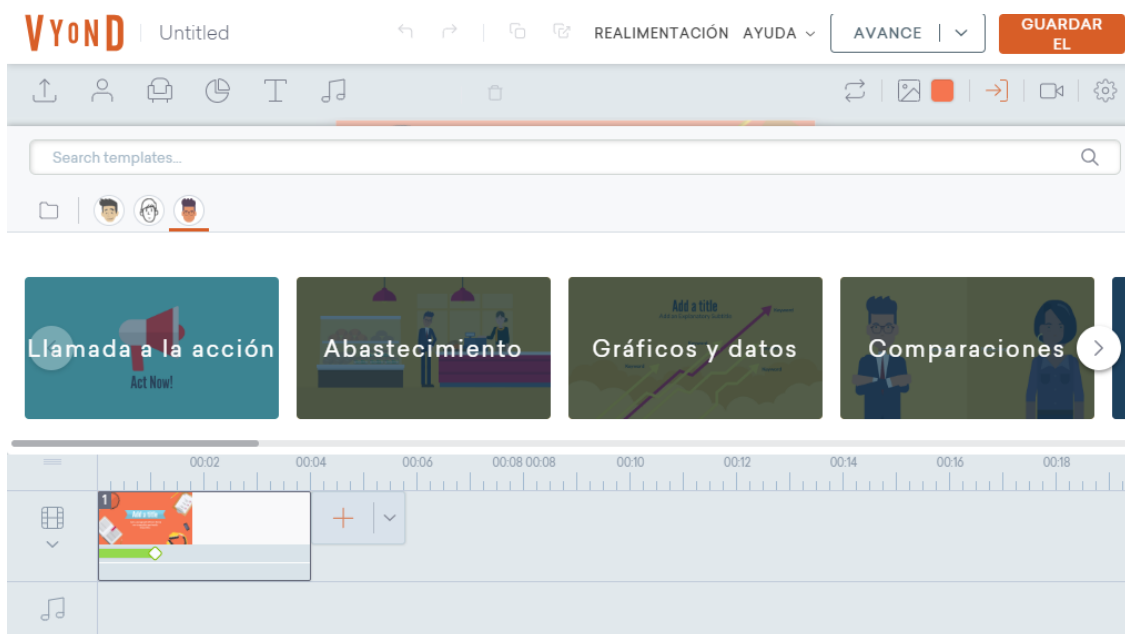 VYOND
Untitled
REALIMENTACIÓN AYUDA
AVANCE
GUARDAR
EL
Search templates...
Llamada a la acción
Act Now!
Abastecimiento
Add a title
Gráficos y datos
Comparaciones
00:02 00:04 00:06 00:08 00:08 00:10 00:12 00:14 00:16 00:18
1
Add a title